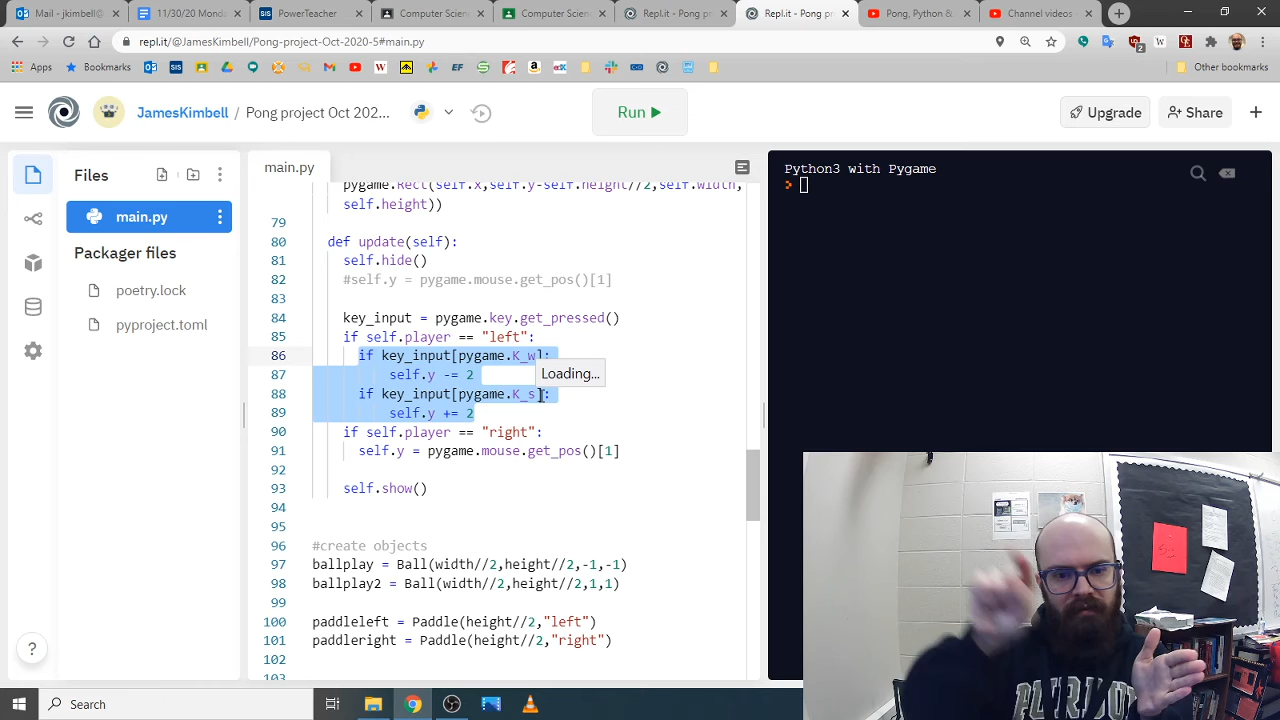 Mail - jkimbell@
11/30/20 Monda
PowerTeacher
Computer Scien
Computer Scien
Repl.it - Pong pr
Repl.it - Pong pr
Pong, Python &
Channel videos
repl.it/@JamesKimbell/Pong-project-Oct-2020-5#main.py
Apps
Bookmarks
Other bookmarks
JamesKimbell / Pong project Oct 202...
Run
Upgrade
Share
Files
main.py
Packager files
poetry.lock
pyproject.toml
main.py
pygame.Rect(self.x,self.y-self.height//2,self.width,
self.height))
79
80 def update(self):
81 self.hide()
82 #self.y = pygame.mouse.get_pos()[1]
83
84 key_input = pygame.key.get_pressed()
85 if self.player == "left":
86 if key_input[pygame.K_w]:
87 self.y -= 2
Loading...
88 if key_input[pygame.K_s]:
89 self.y += 2
90 if self.player == "right":
91 self.y = pygame.mouse.get_pos()[1]
92
93 self.show()
94
95
96 #create objects
97 ballplay = Ball(width//2,height//2,-1,-1)
98 ballplay2 = Ball(width//2,height//2,1,1)
99
100 paddleleft = Paddle(height//2,"left")
101 paddleright = Paddle(height//2,"right")
102
103
Python3 with Pygame
?
Search